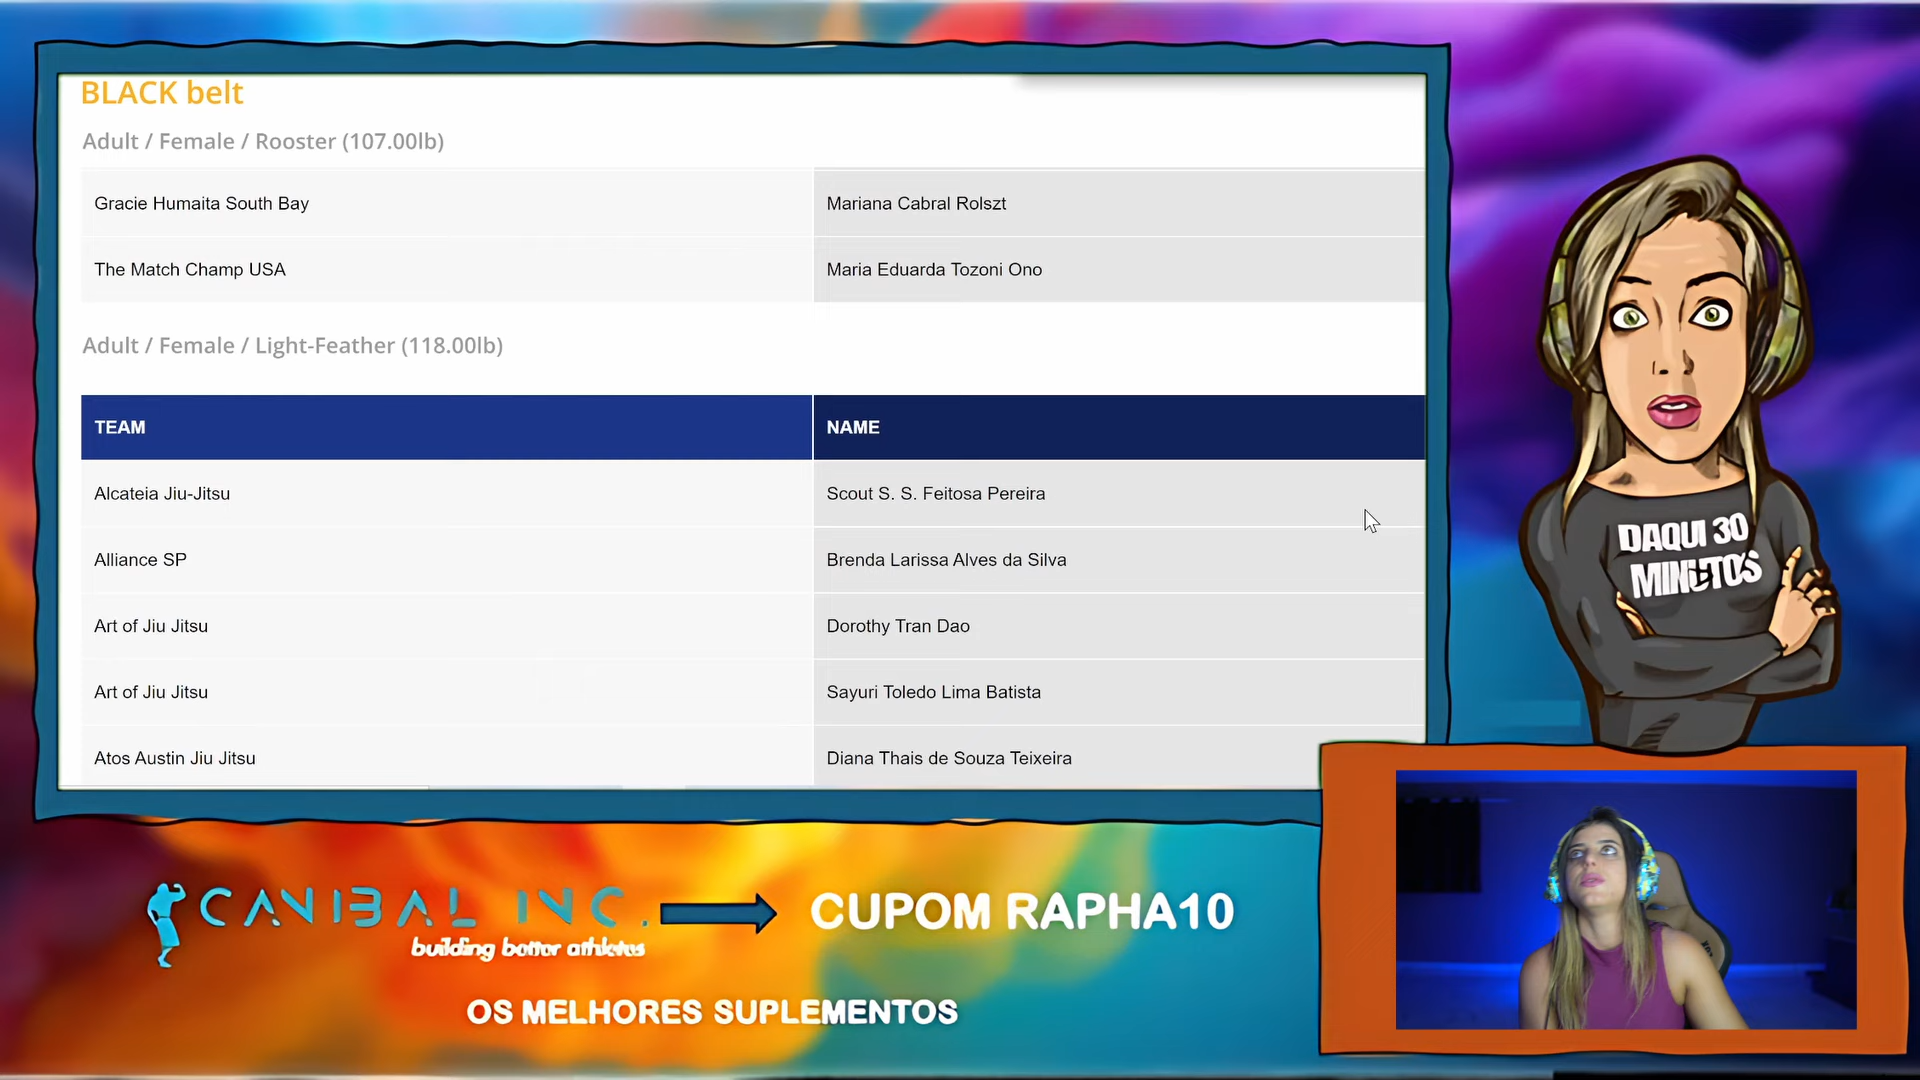 BLACK belt
Adult / Female / Rooster (107.00lb)
Gracie Humaita South Bay Mariana Cabral Rolszt
The Match Champ USA Maria Eduarda Tozoni Ono
Adult / Female / Light-Feather (118.00lb)
TEAM NAME
Alcateia Jiu-Jitsu Scout S. S. Feitosa Pereira
Alliance SP Brenda Larissa Alves da Silva
Art of Jiu Jitsu Dorothy Tran Dao
Art of Jiu Jitsu Sayuri Toledo Lima Batista
Atos Austin Jiu Jitsu Diana Thais de Souza Teixeira
DAQUI 30
MINUTOS
CANIBAL INC.
building better athletes
CUPOM RAPHA10
OS MELHORES SUPLEMENTOS